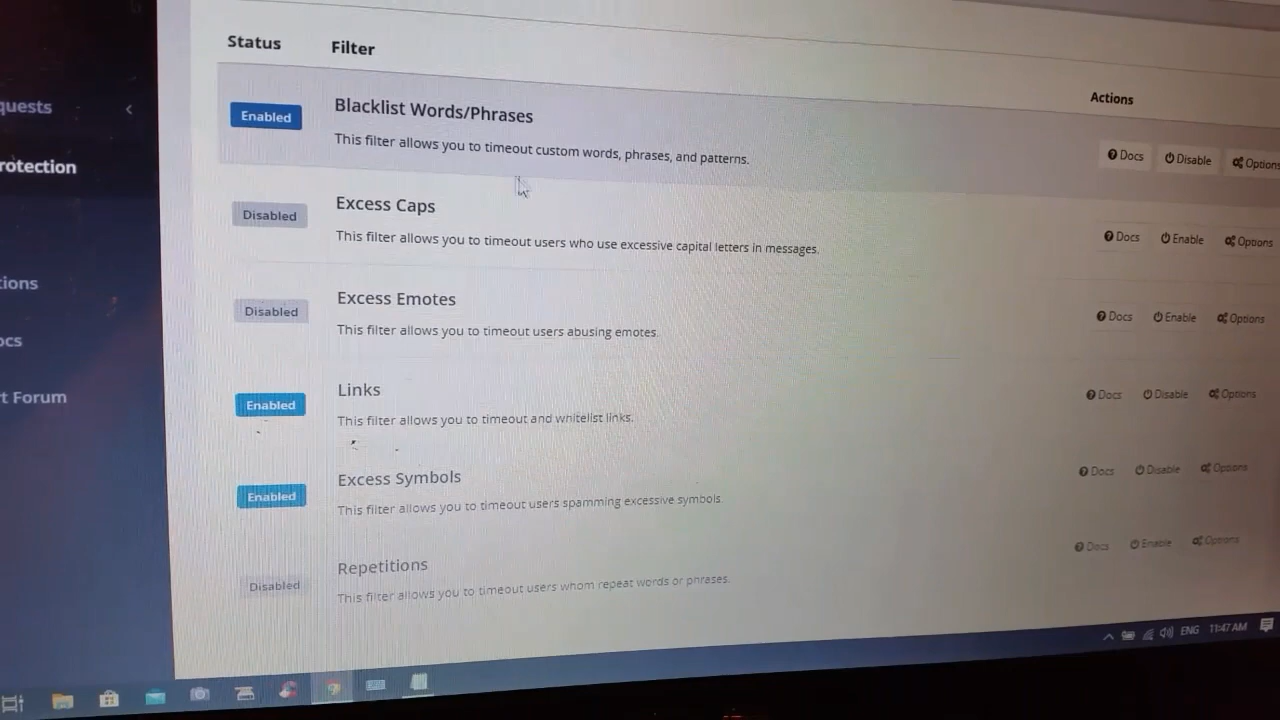 Status Filter
Actions
Enabled Blacklist Words/Phrases
This filter allows you to timeout custom words, phrases, and patterns.
Docs Disable Options
Disabled Excess Caps
This filter allows you to timeout users who use excessive capital letters in messages.
Docs Enable Options
Disabled Excess Emotes
This filter allows you to timeout users abusing emotes.
Docs Enable Options
Enabled Links
This filter allows you to timeout and whitelist links.
Docs Disable Options
Enabled Excess Symbols
This filter allows you to timeout users spamming excessive symbols
Docs Disable Options
Disabled Repetitions
This filter allows you to timeout users whom repeat words or phrases.
Docs Enable Options
quests
rotection
ions
ocs
t Forum
ENG 11:47 AM